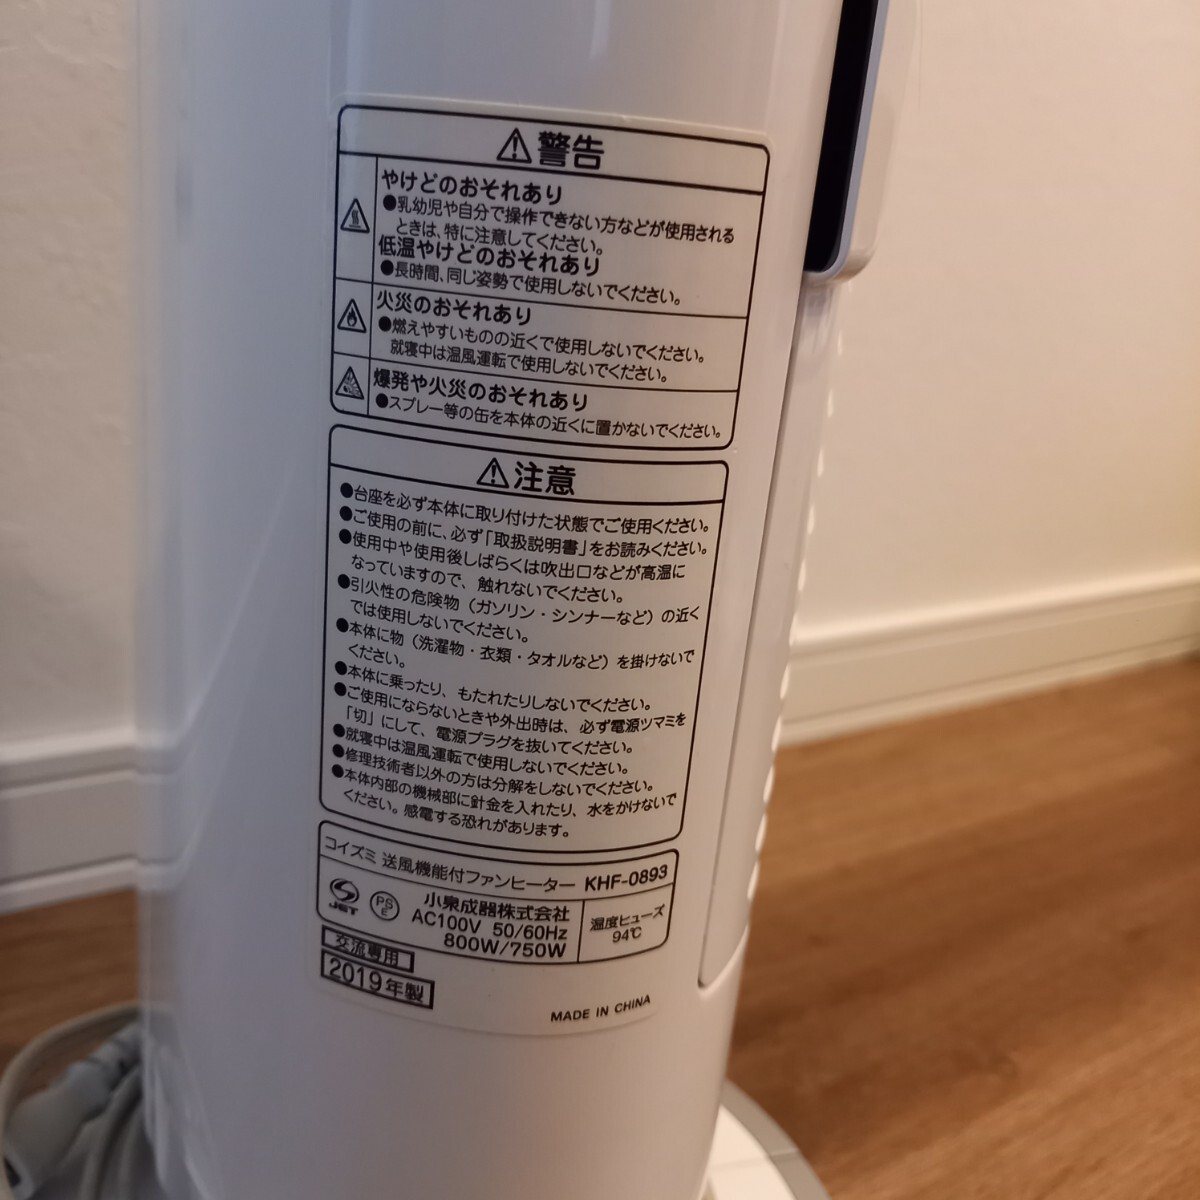 ⚠警告
やけどのおそれあり
●乳幼児や自分で操作できない方などが使用される
ときは、特に注意してください。
低温やけどのおそれあり
●長時間、同じ姿勢で使用しないでください。
火災のおそれあり
●燃えやすいものの近くで使用しないでください。
就寝中は温風運転で使用しないでください。
爆発や火災のおそれあり
●スプレー等の缶を本体の近くに置かないでください。
⚠注意
●台座を必ず本体に取り付けた状態でご使用ください。
●ご使用の前に、必ず「取扱説明書」をお読みください。
●使用中や使用後しばらくは吹出口などが高温に
なっていますので、触れないでください。
●引火性の危険物（ガソリン・シンナーなど）の近く
では使用しないでください。
●本体に物（洗濯物・衣類・タオルなど）を掛けないで
ください。
●本体に乗ったり、もたれたりしないでください。
●ご使用にならないときや外出時は、必ず電源ツマミを
「切」にして、電源プラグを抜いてください。
●就寝中は温風運転で使用しないでください。
●修理技術者以外の方は分解をしないでください。
●本体内部の機械部に針金を入れたり、水をかけないで
ください。感電する恐れがあります。
コイズミ 送風機能付ファンヒーター KHF-0893
JET
PS
E
小泉成器株式会社
AC100V 50/60Hz
800W/750W
温度ヒューズ
94℃
交流専用
2019年製
MADE IN CHINA